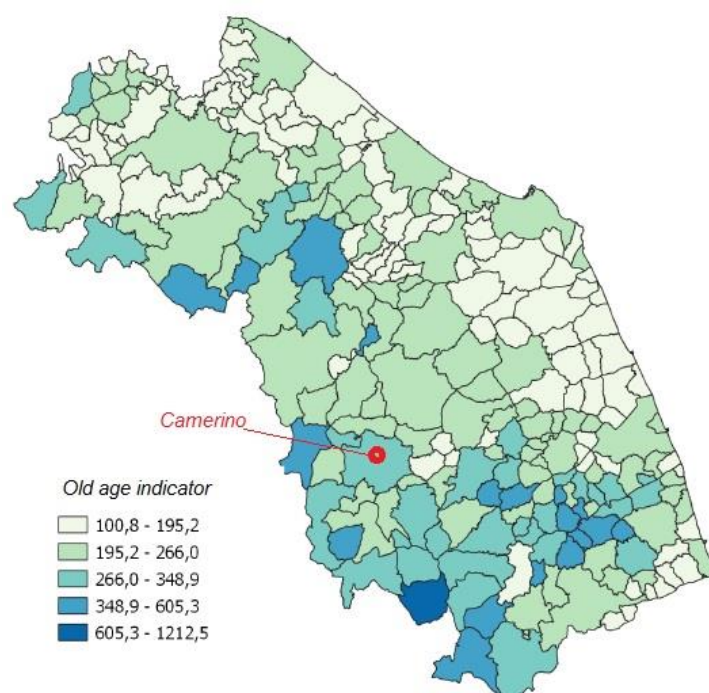 Camerino
Old age indicator
100,8 - 195,2
195,2 - 266,0
266,0 - 348,9
348,9 - 605,3
605,3 - 1212,5